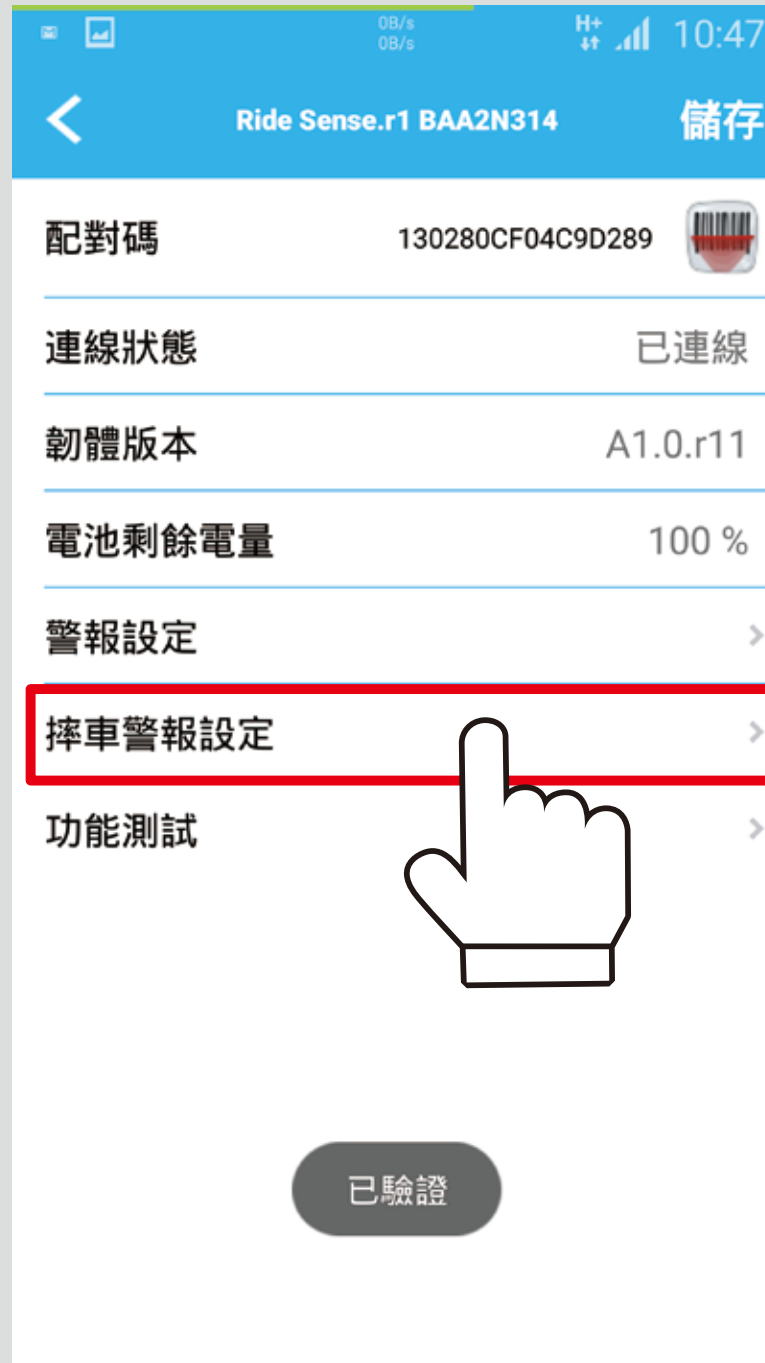 0B/s
0B/s
H+
10:47
Ride Sense.r1 BAA2N314
儲存
配對碼
130280CF04C9D289
連線狀態
已連線
韌體版本
A1.0.r11
電池剩餘電量
100 %
警報設定
摔車警報設定
功能測試
已驗證